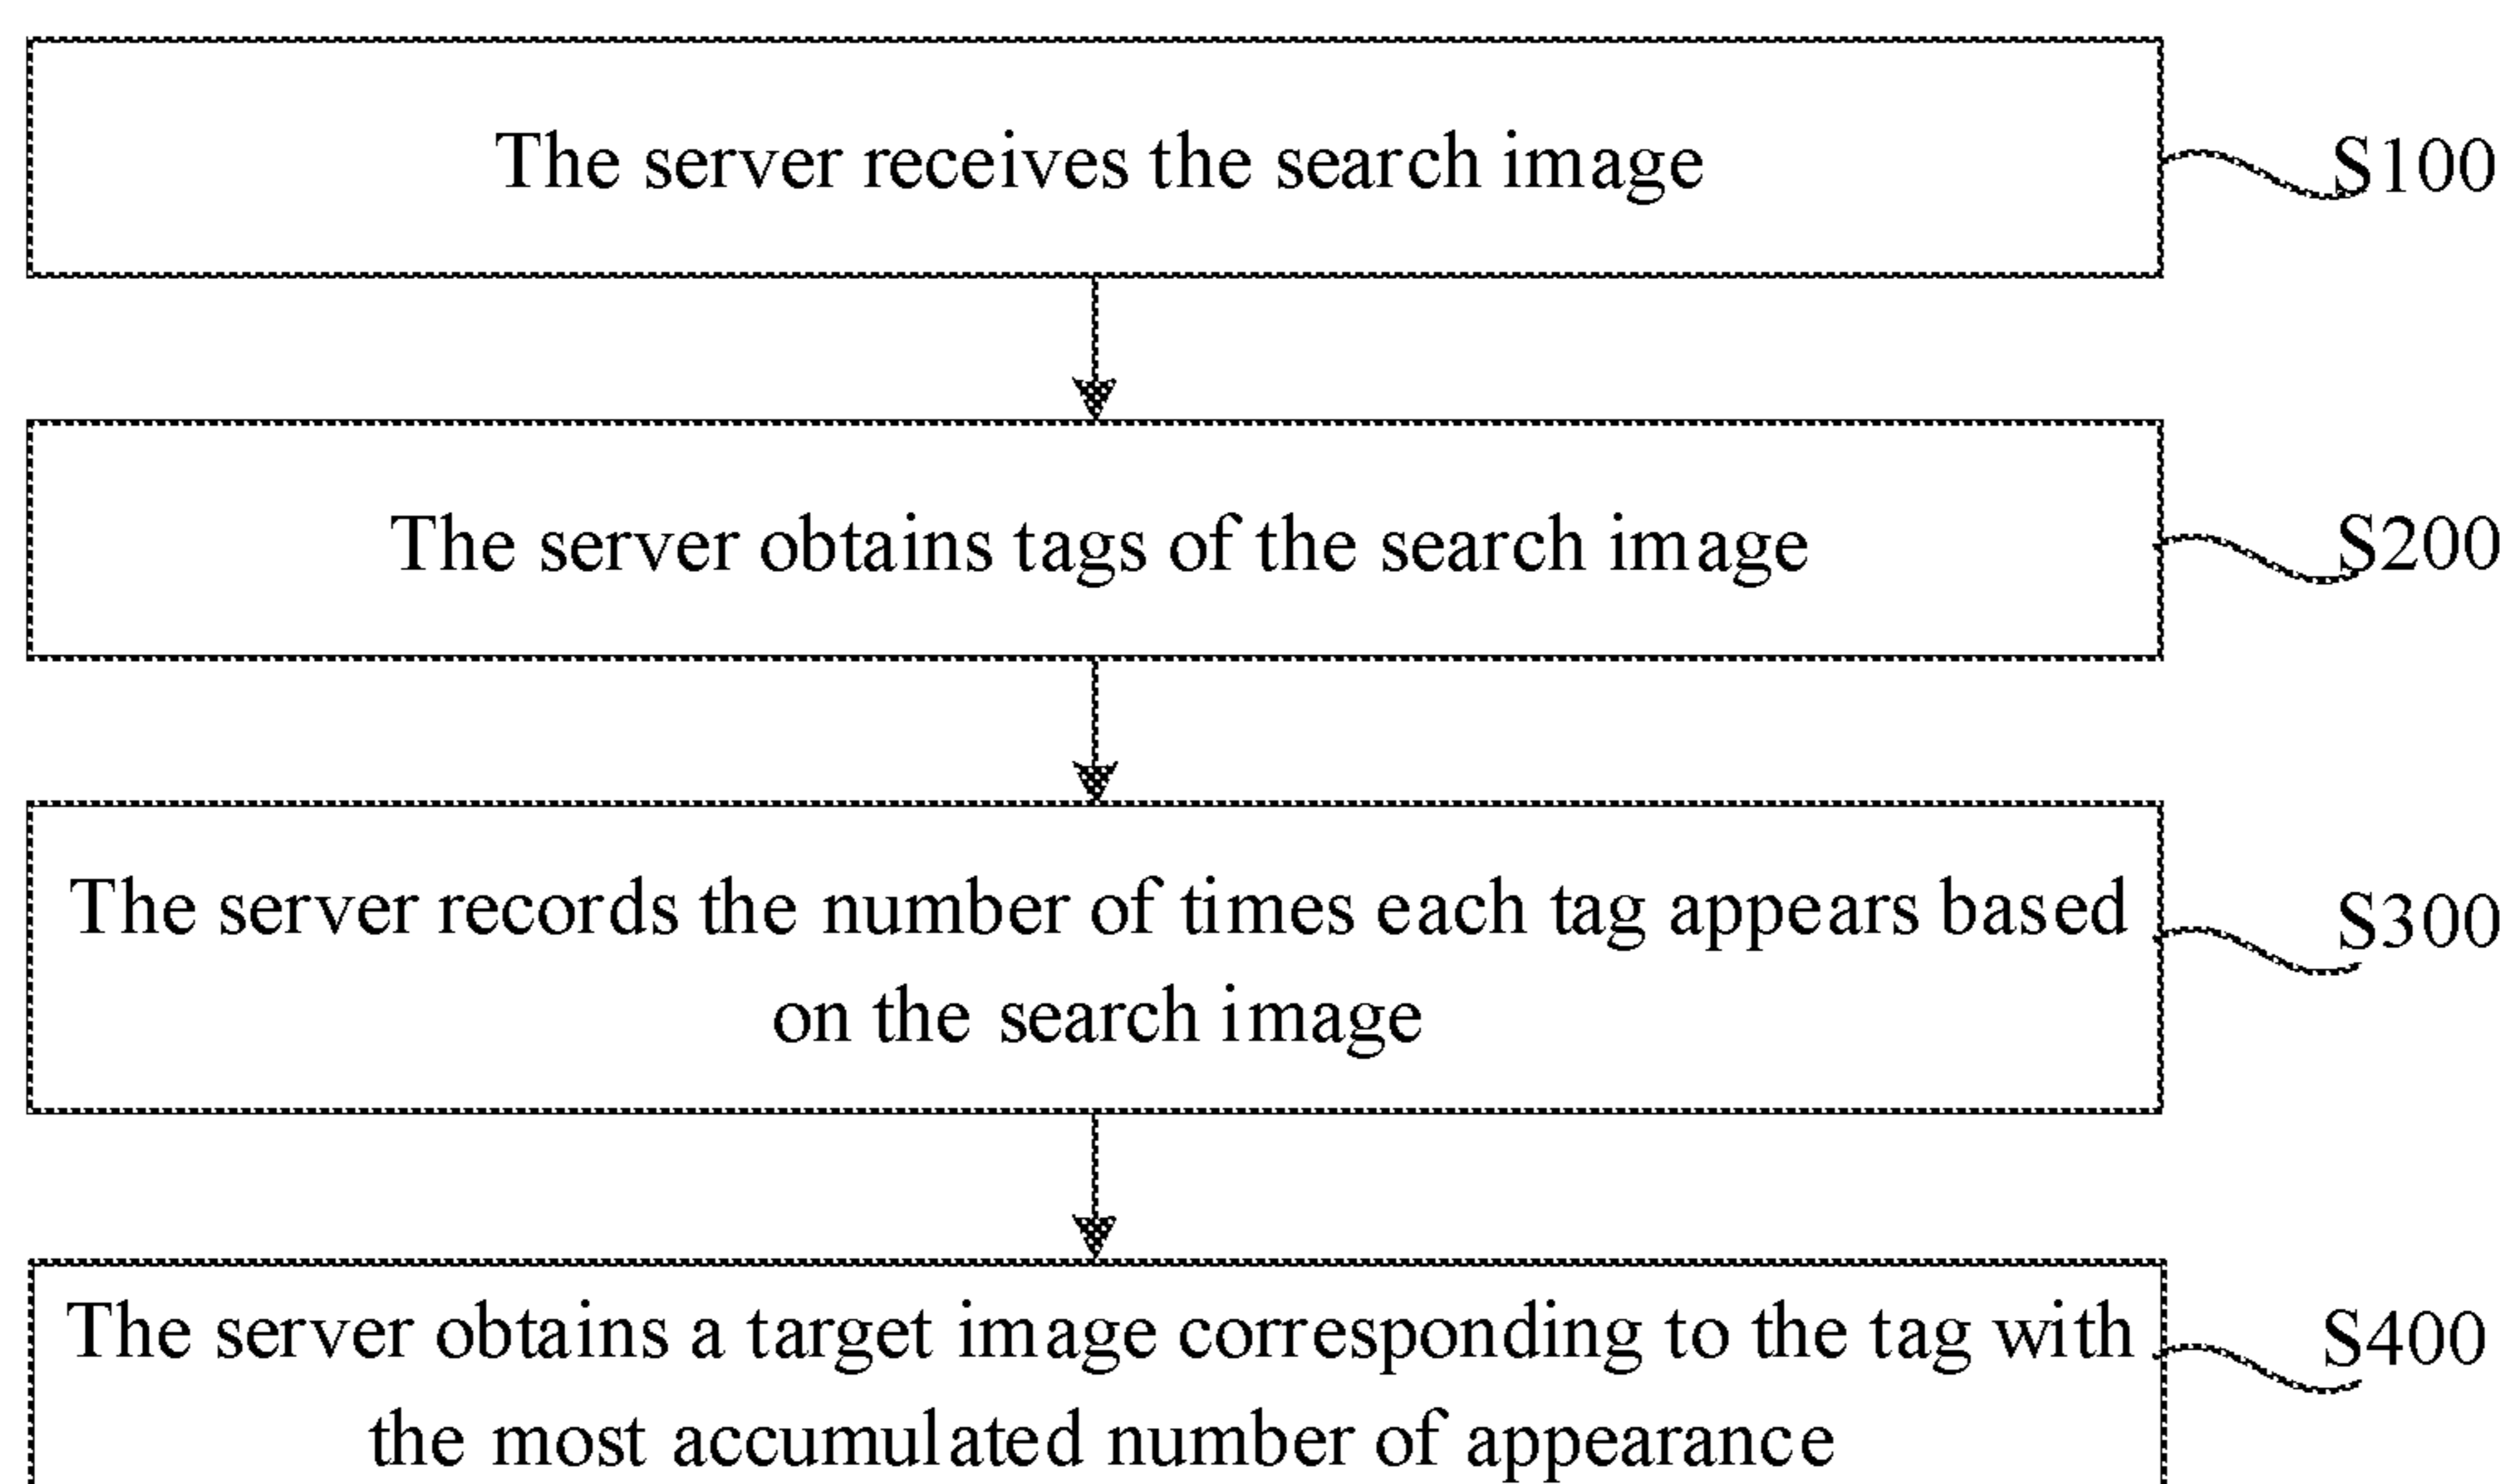 The server receives the search image
S100
The server obtains tags of the search image
S200
The server records the number of times each tag appears based
on the search image
S300
The server obtains a target image corresponding to the tag with
the most accumulated number of appearance
S400